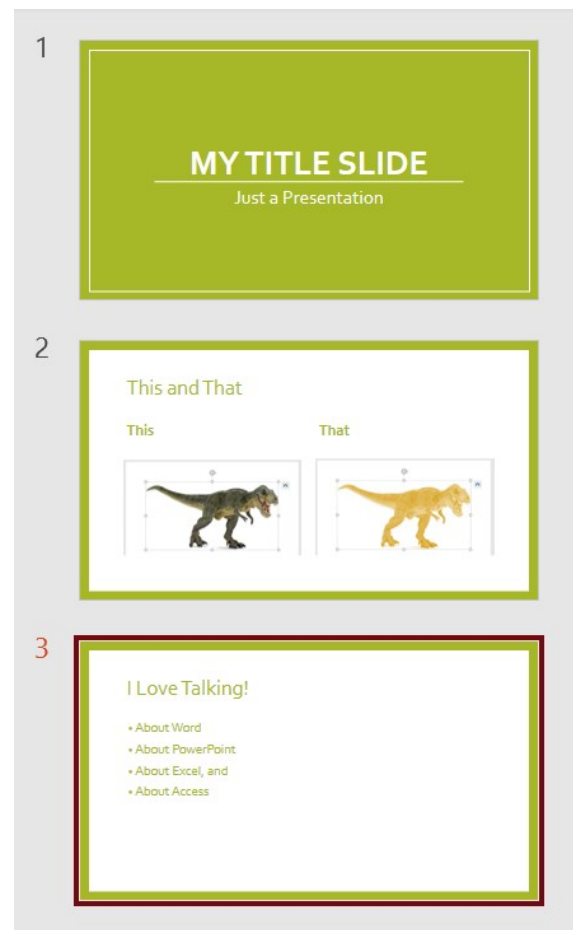 1
MY TITLE SLIDE
Just a Presentation
2
This and That
This That
3
I Love Talking!
• About Word
• About PowerPoint
• About Excel, and
• About Access